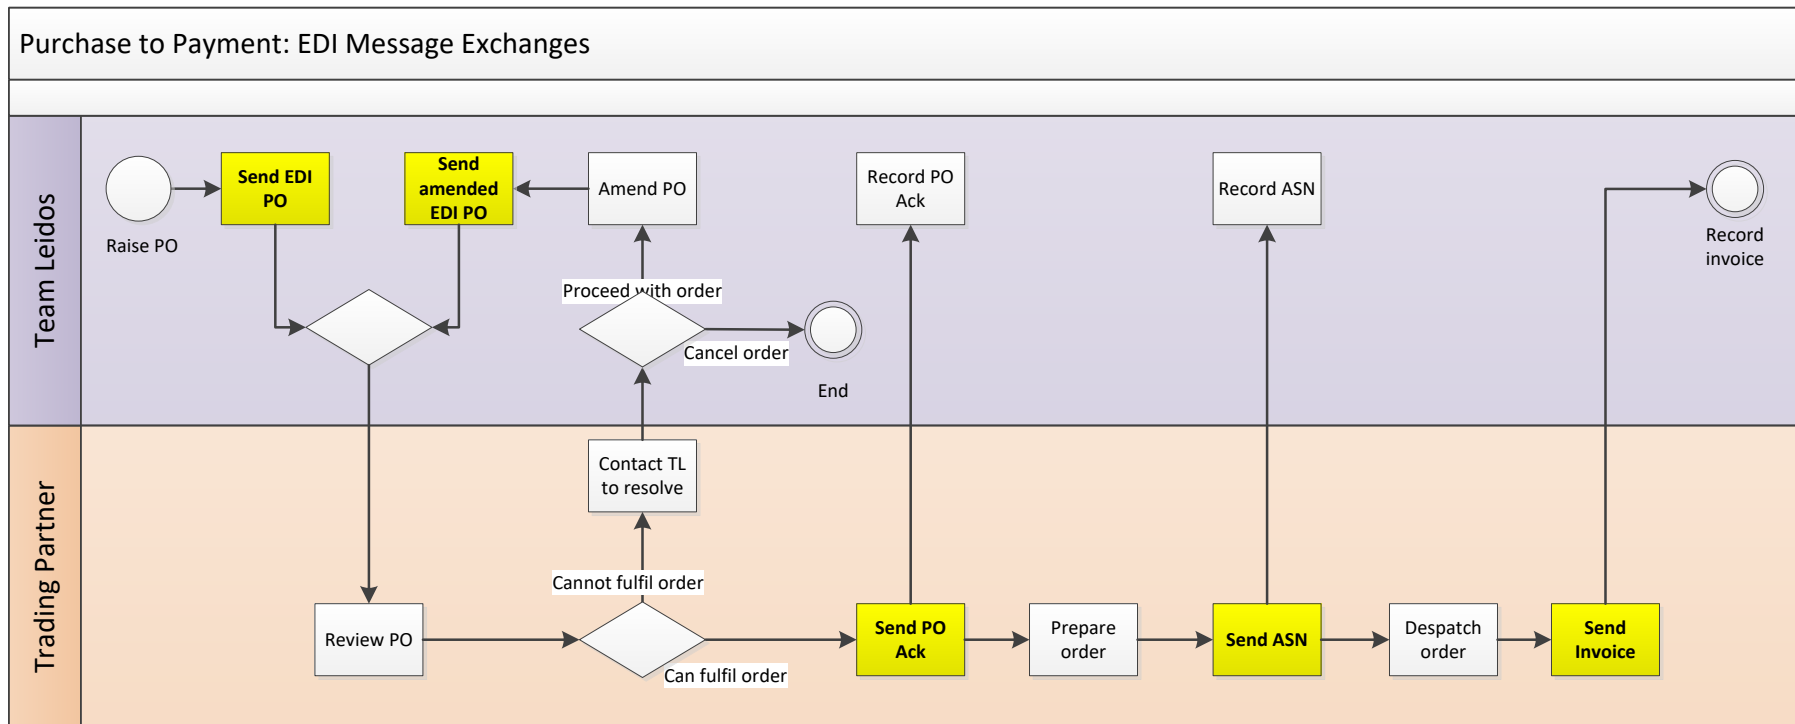 Purchase to Payment: EDI Message Exchanges
Team Leidos
Raise PO
Send EDI
PO
Send
amended
EDI PO
Amend PO
Proceed with order
Cancel order
End
Record PO
Ack
Record ASN
Record
invoice
Trading Partner
Review PO
Contact TL
to resolve
Cannot fulfil order
Can fulfil order
Send PO
Ack
Prepare
order
Send ASN
Despatch
order
Send
Invoice